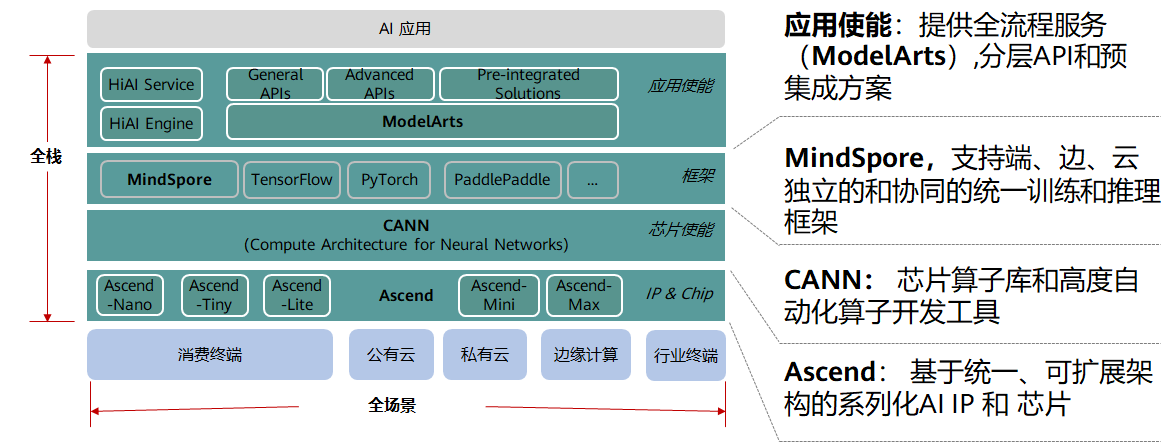 AI 应用
全栈
HiAI Service
General
APIs
Advanced
APIs
Pre-integrated
Solutions
应用使能
HiAI Engine
ModelArts
MindSpore
TensorFlow
PyTorch
PaddlePaddle
...
框架
CANN
(Compute Architecture for Neural Networks)
芯片使能
Ascend
-Nano
Ascend
-Tiny
Ascend
-Lite
Ascend
Ascend-
Mini
Ascend-
Max
IP & Chip
消费终端
公有云
私有云
边缘计算
行业终端
全场景
应用使能：提供全流程服务
（ModelArts）,分层API和预
集成方案
MindSpore，支持端、边、云
独立的和协同的统一训练和推理
框架
CANN： 芯片算子库和高度自
动化算子开发工具
Ascend： 基于统一、可扩展架
构的系列化AI IP 和 芯片